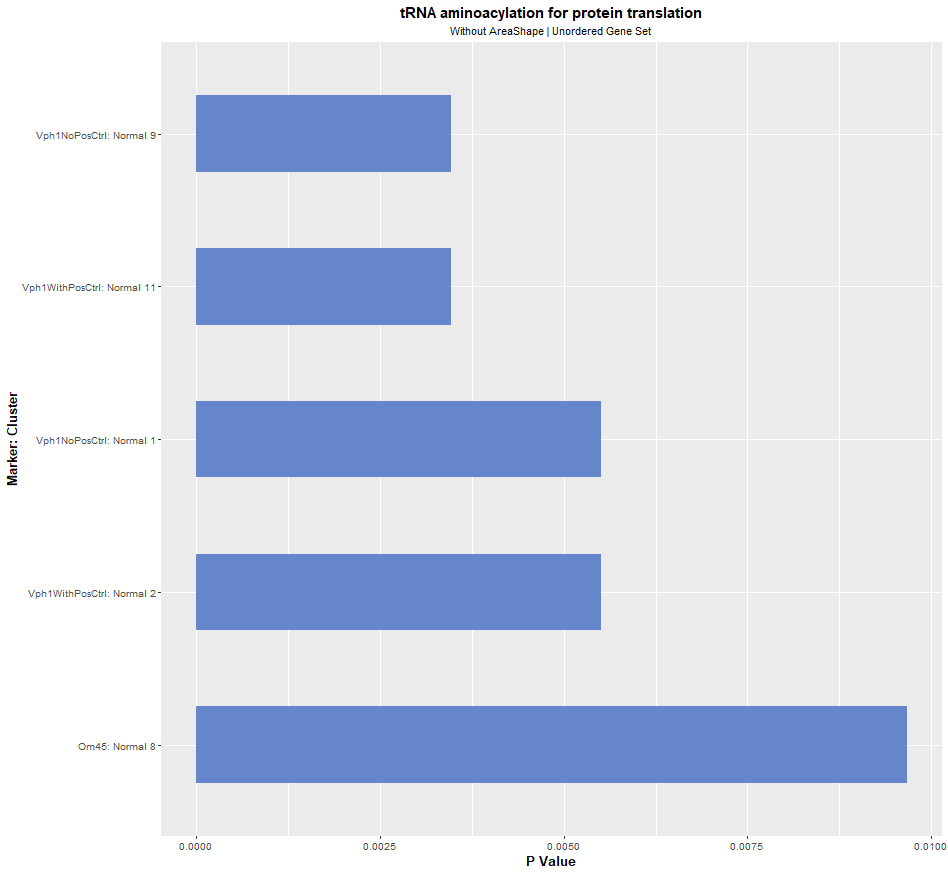 tRNA aminoacylation for protein translation
Without AreaShape | Unordered Gene Set
Vph1NoPosCtrl: Normal 9
Vph1WithPosCtrl: Normal 11
Vph1NoPosCtrl: Normal 1
Vph1WithPosCtrl: Normal 2
Om45: Normal 8
Marker: Cluster
0.0000 0.0025 0.0050 0.0075 0.0100
P Value